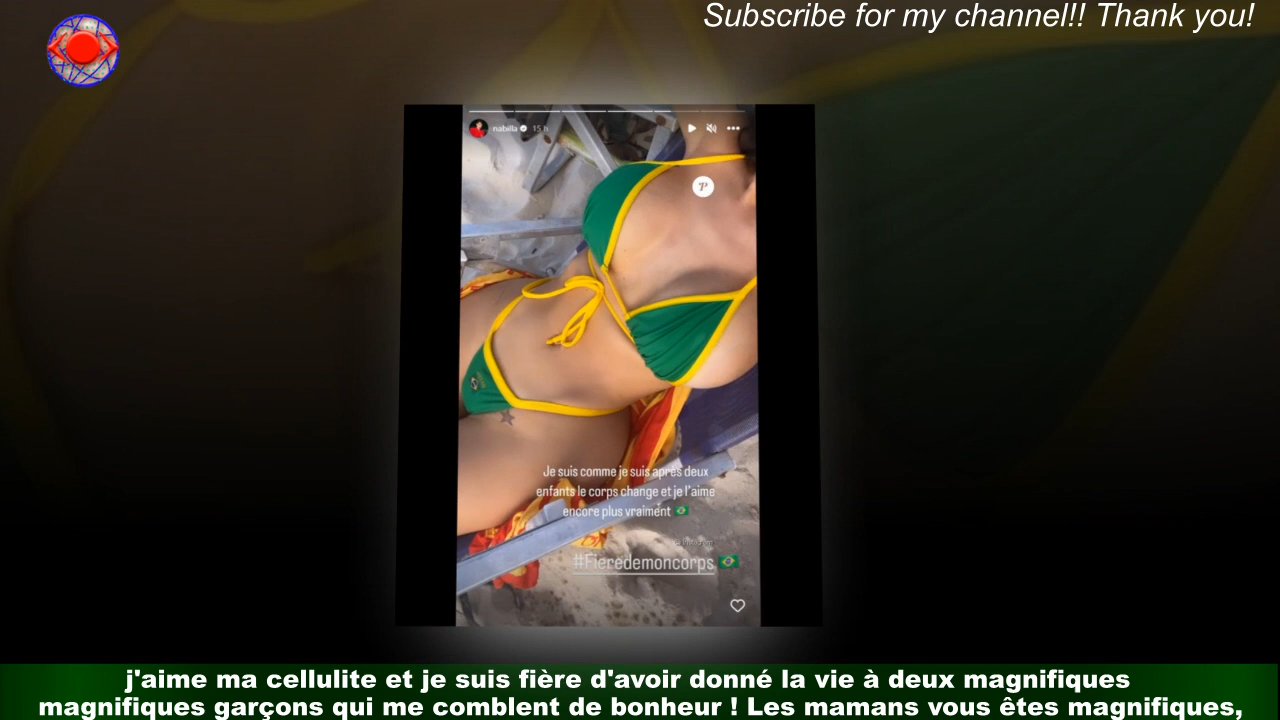 Subscribe for my channel!! Thank you!
nabilla 15 h
P
Je suis comme je suis après deux
enfants le corps change et je l'aime
encore plus vraiment 🇧🇷
#Fieredemoncorps 🇧🇷
j'aime ma cellulite et je suis fière d'avoir donné la vie à deux magnifiques
magnifiques garçons qui me comblent de bonheur ! Les mamans vous êtes magnifiques,